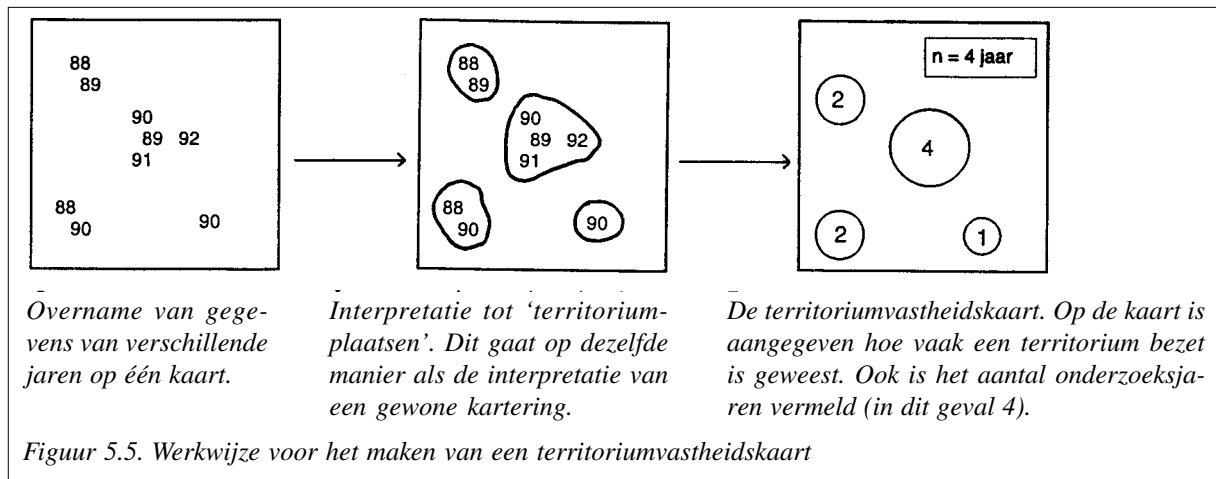 88
89
90
89 92
91
88
90
90
88
89
90
89 92
91
88
90
90
n = 4 jaar
2
4
2
1
Overname van gege-
vens van verschillende
jaren op één kaart.
Interpretatie tot ‘territorium-
plaatsen’. Dit gaat op dezelfde
manier als de interpretatie van
een gewone kartering.
De territoriumvastheidskaart. Op de kaart is
aangegeven hoe vaak een territorium bezet
is geweest. Ook is het aantal onderzoeksja-
ren vermeld (in dit geval 4).
Figuur 5.5. Werkwijze voor het maken van een territoriumvastheidskaart